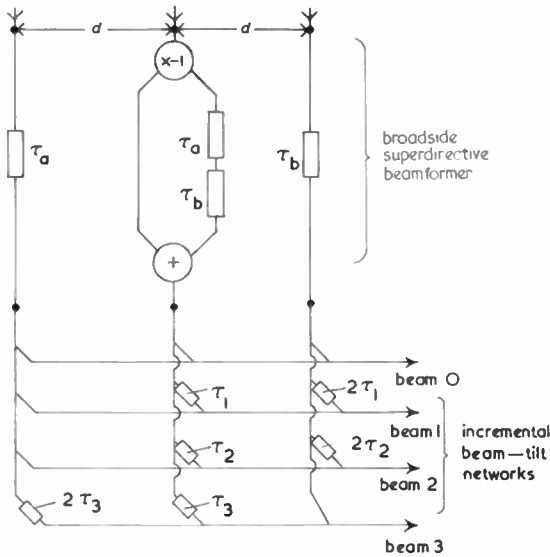 d d
x-1
τa
τa
τb
τb
+
broadside
superdirective
beamformer
beam 0
τ1
2τ1
beam 1
τ2
2τ2
beam 2
incremental
beam—tilt
networks
2τ3
τ3
beam 3